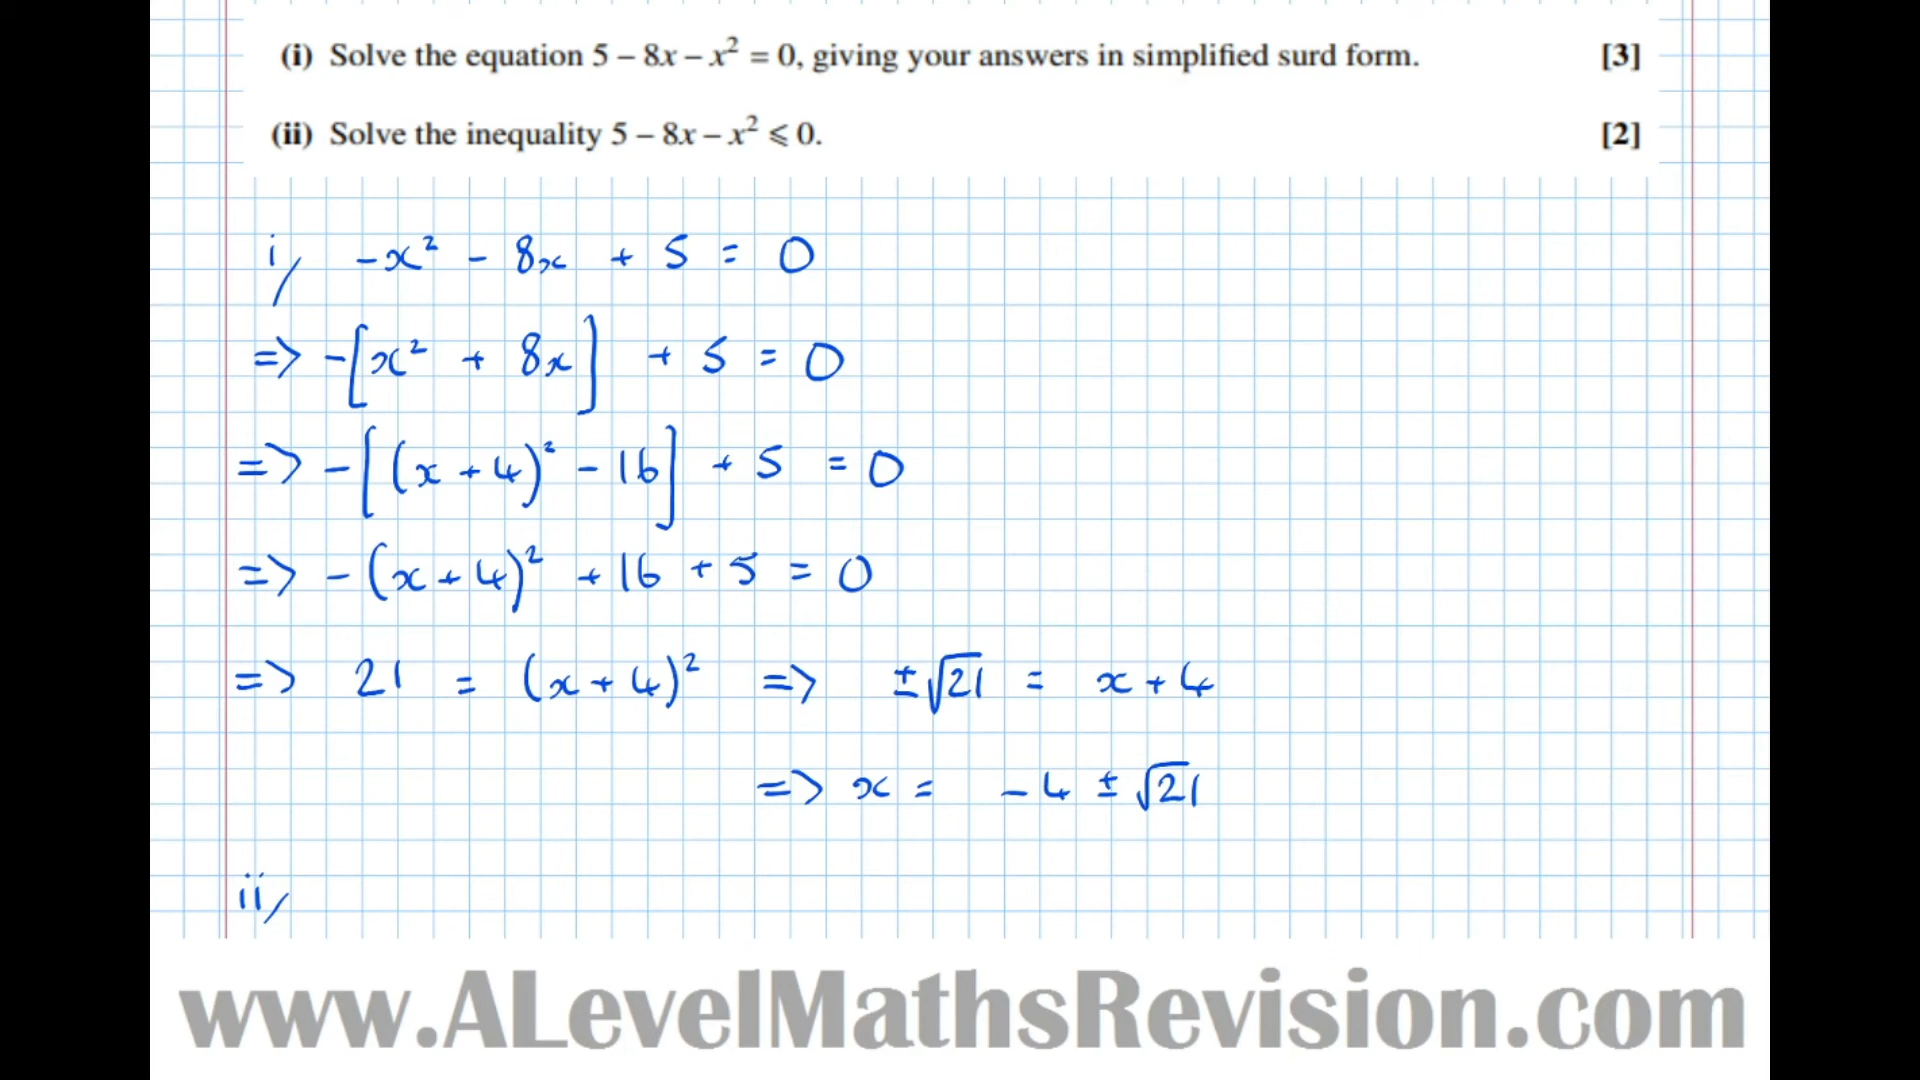 (i) Solve the equation 5 – 8x – x² = 0, giving your answers in simplified surd form. [3]
(ii) Solve the inequality 5 – 8x – x² ⩽ 0. [2]
i/ -x² - 8x + 5 = 0
=> -[x² + 8x] + 5 = 0
=> -[(x+4)² - 16] + 5 = 0
=> -(x+4)² + 16 + 5 = 0
=> 21 = (x+4)² => ±√21 = x+4
=> x = -4 ± √21
ii/
www.ALevelMathsRevision.com